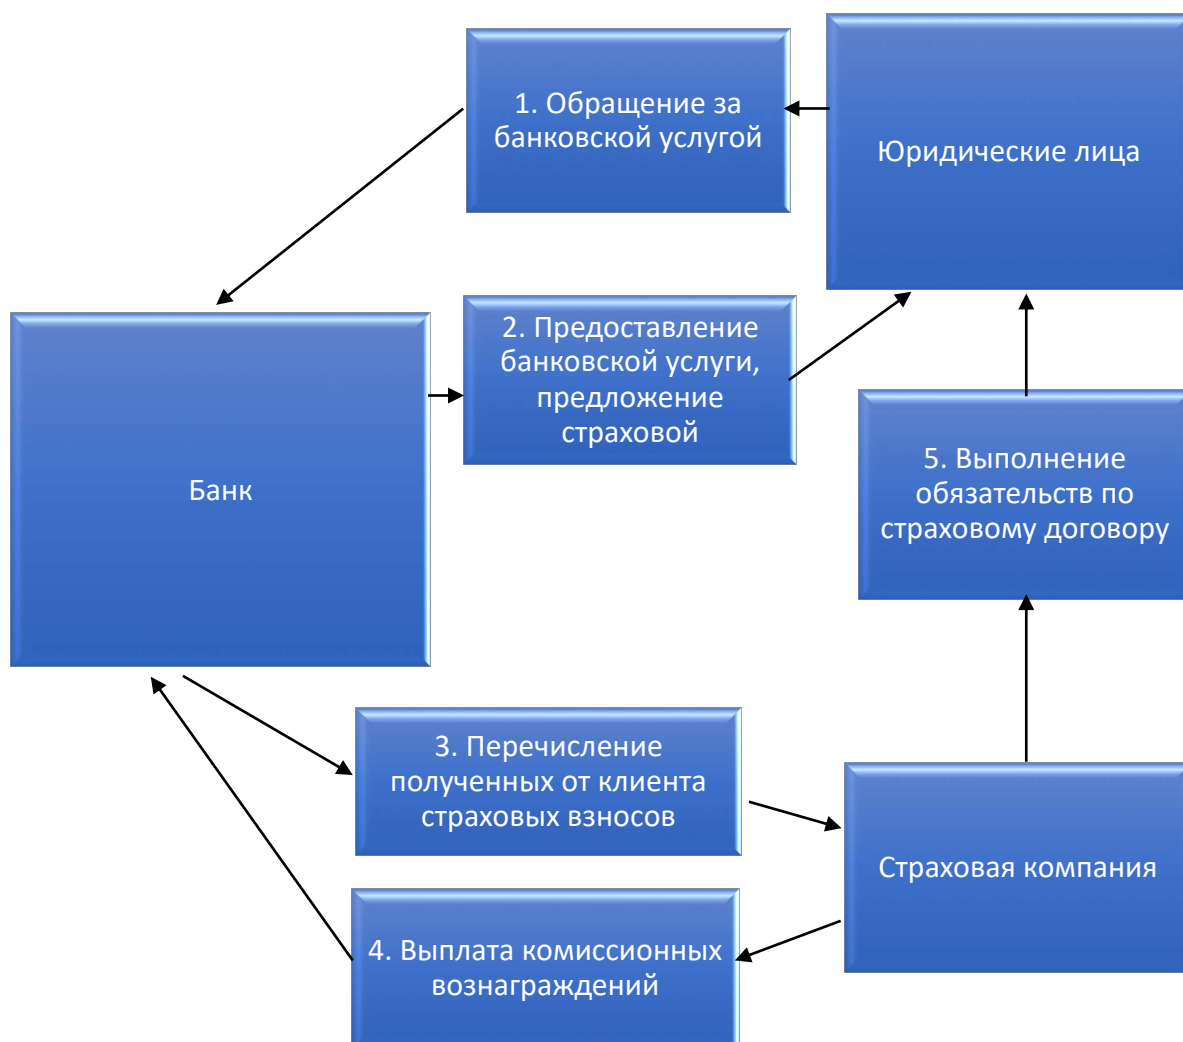 1. Обращение за
банковской услугой
Юридические лица
2. Предоставление
банковской услуги,
предложение
страховой
Банк
5. Выполнение
обязательств по
страховому договору
3. Перечисление
полученных от клиента
страховых взносов
Страховая компания
4. Выплата комиссионных
вознаграждений